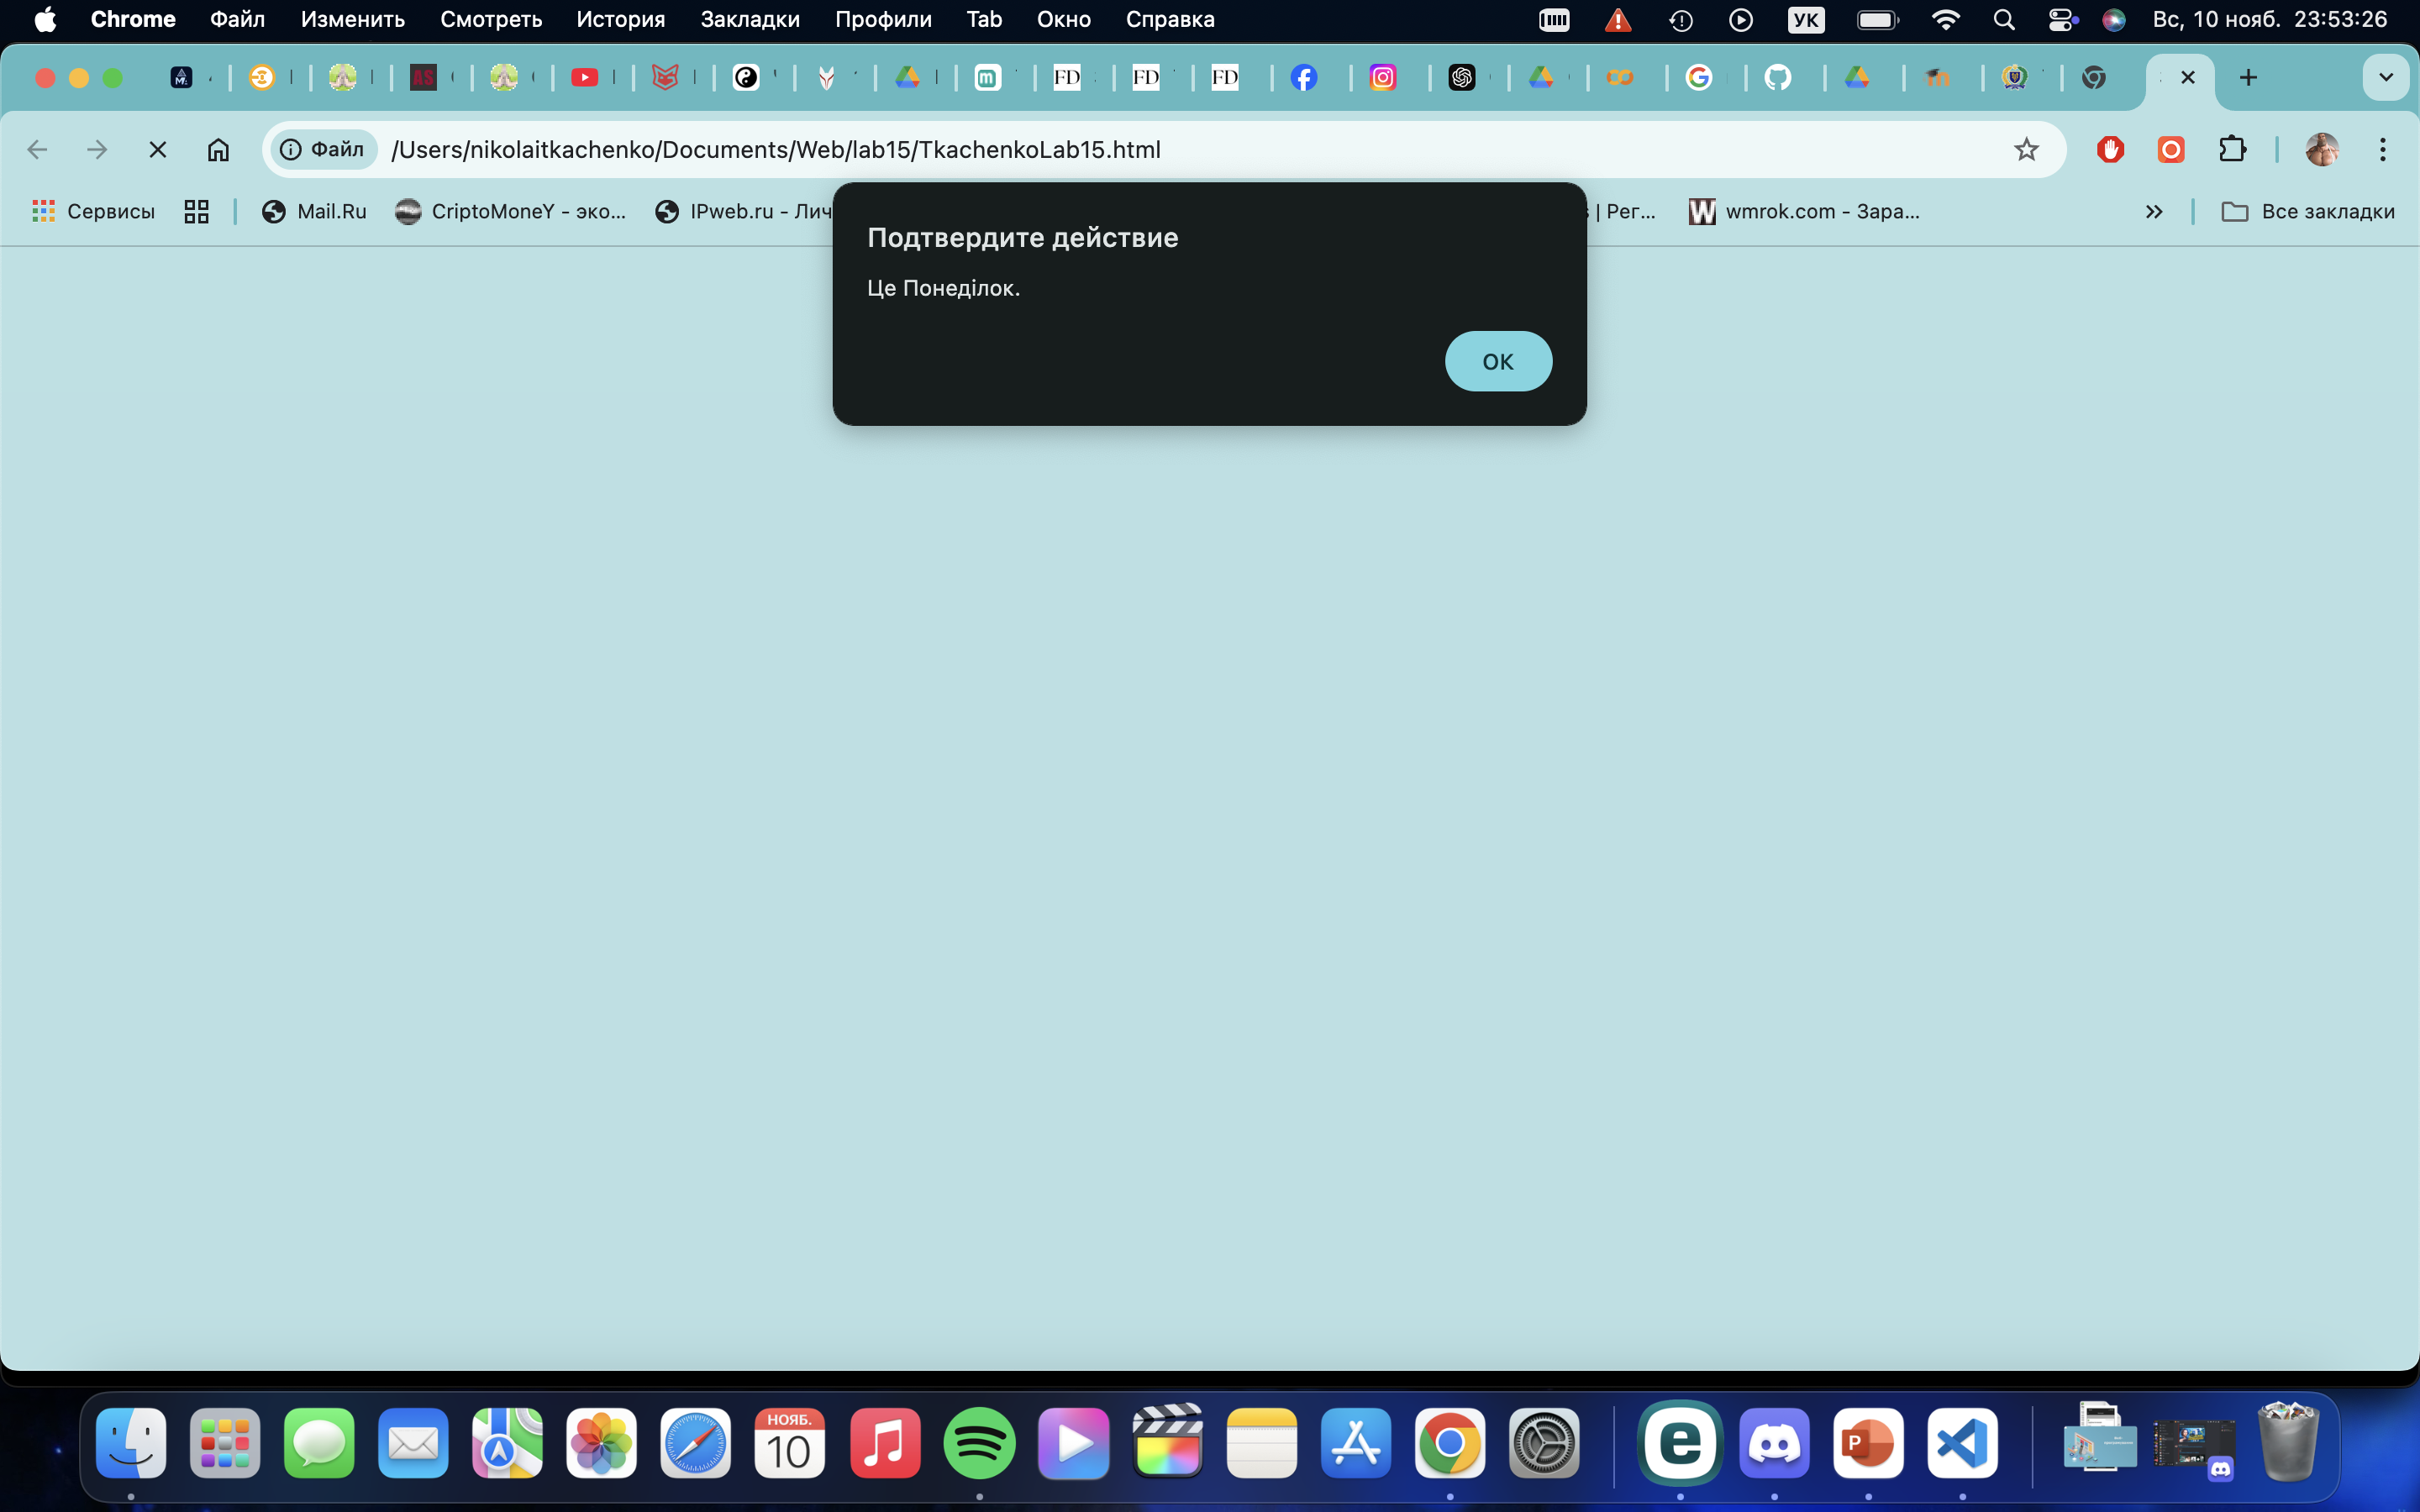 Chrome Файл Изменить Смотреть История Закладки Профили Tab Окно Справка УК Вс, 10 нояб. 23:53:26
AS FD FD FD
Файл /Users/nikolaitkachenko/Documents/Web/lab15/TkachenkoLab15.html
Сервисы Mail.Ru CriptoMoneY - эко... IPweb.ru - Лич | Рег... wmrok.com - Зара... Все закладки
Подтвердите действие
Це Понеділок.
ОК
НОЯБ.
10